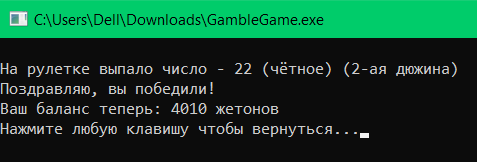 C:\Users\Dell\Downloads\GambleGame.exe
На рулетке выпало число - 22 (чётное) (2-ая дюжина)
Поздравляю, вы победили!
Ваш баланс теперь: 4010 жетонов
Нажмите любую клавишу чтобы вернуться...